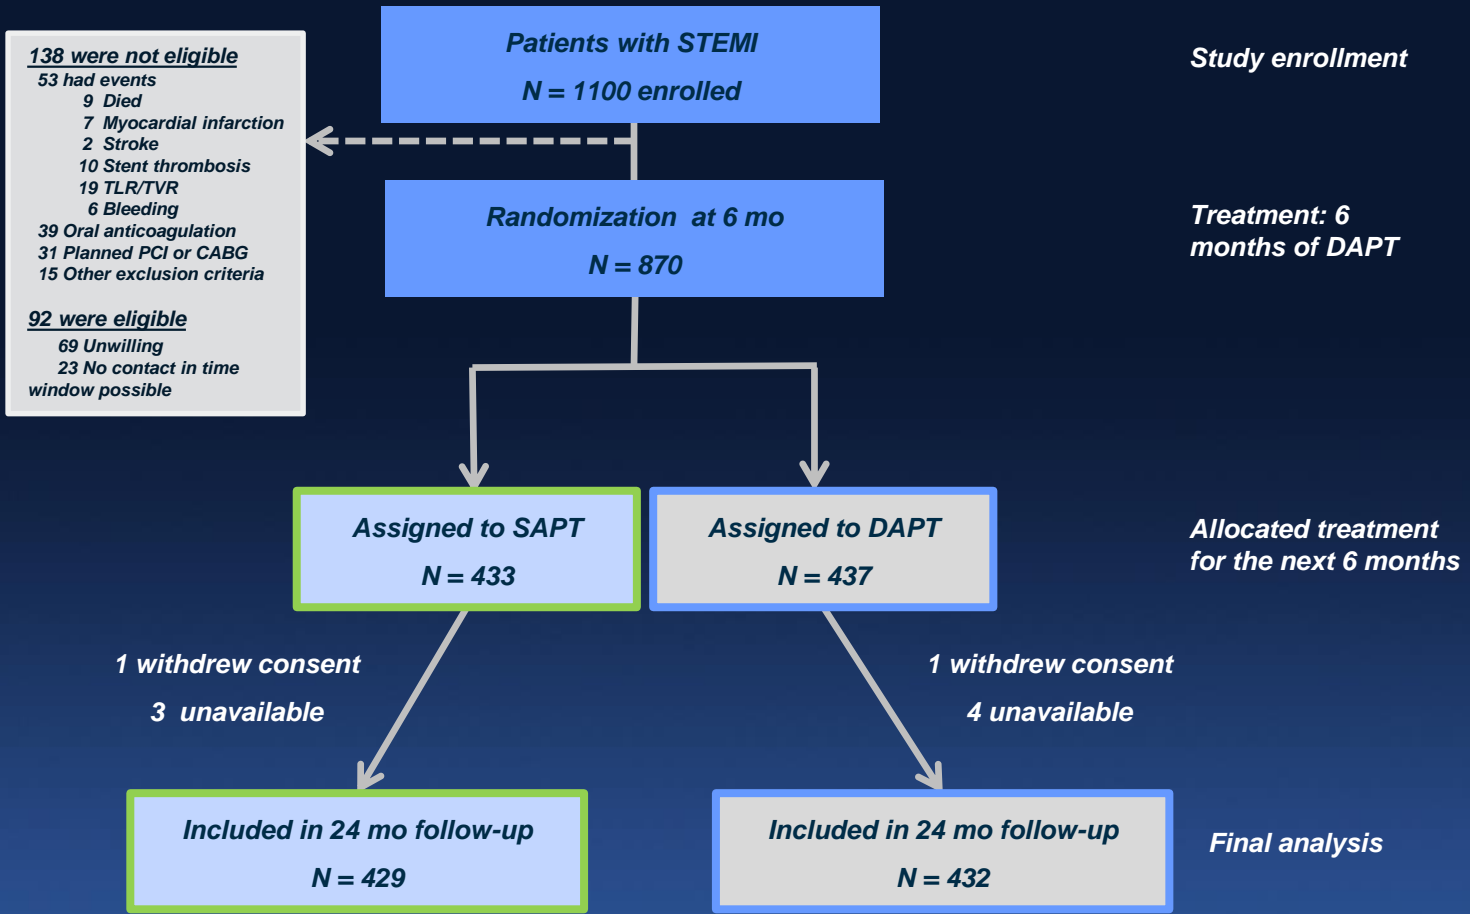 Patients with STEMI
N = 1100 enrolled
Study enrollment
138 were not eligible
53 had events
9 Died
7 Myocardial infarction
2 Stroke
10 Stent thrombosis
19 TLR/TVR
6 Bleeding
39 Oral anticoagulation
31 Planned PCI or CABG
15 Other exclusion criteria
92 were eligible
69 Unwilling
23 No contact in time
window possible
Randomization at 6 mo
N = 870
Treatment: 6
months of DAPT
Assigned to SAPT
N = 433
Assigned to DAPT
N = 437
Allocated treatment
for the next 6 months
1 withdrew consent
3 unavailable
1 withdrew consent
4 unavailable
Included in 24 mo follow-up
N = 429
Included in 24 mo follow-up
N = 432
Final analysis